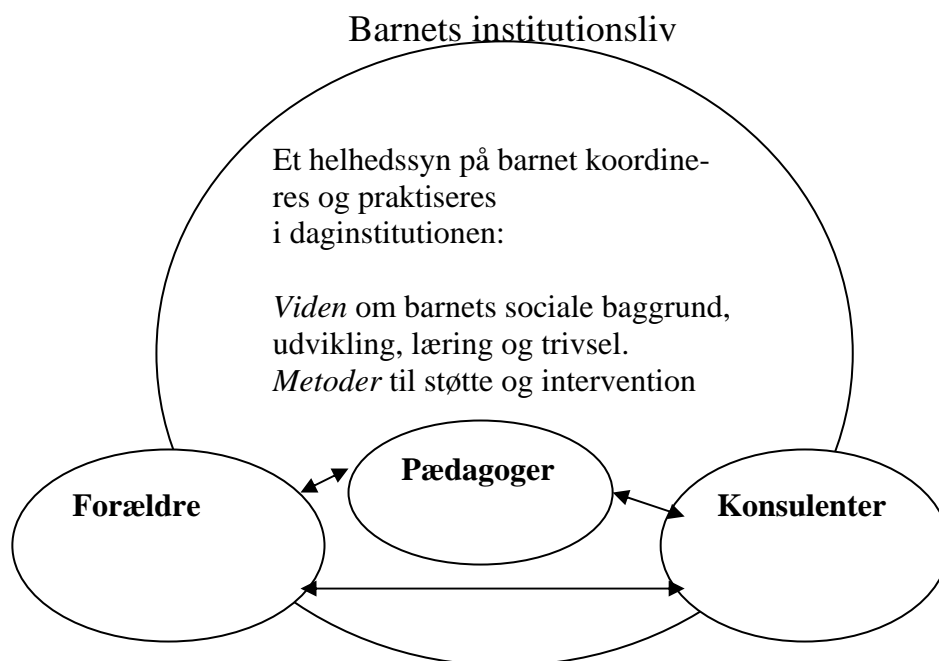 Barnets institutionsliv
Et helhedssyn på barnet koordine-
res og praktiseres
i daginstitutionen:
Viden om barnets sociale baggrund,
udvikling, læring og trivsel.
Metoder til støtte og intervention
Pædagoger
Forældre
Konsulenter